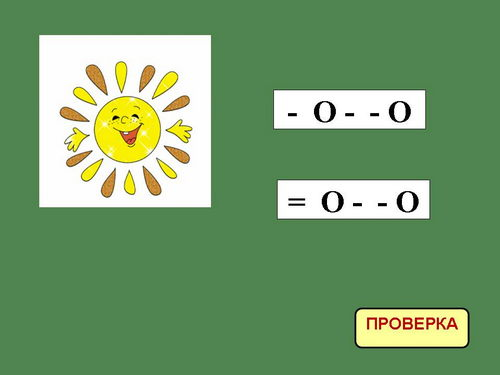 - О - - О
= О - - О
ПРОВЕРКА